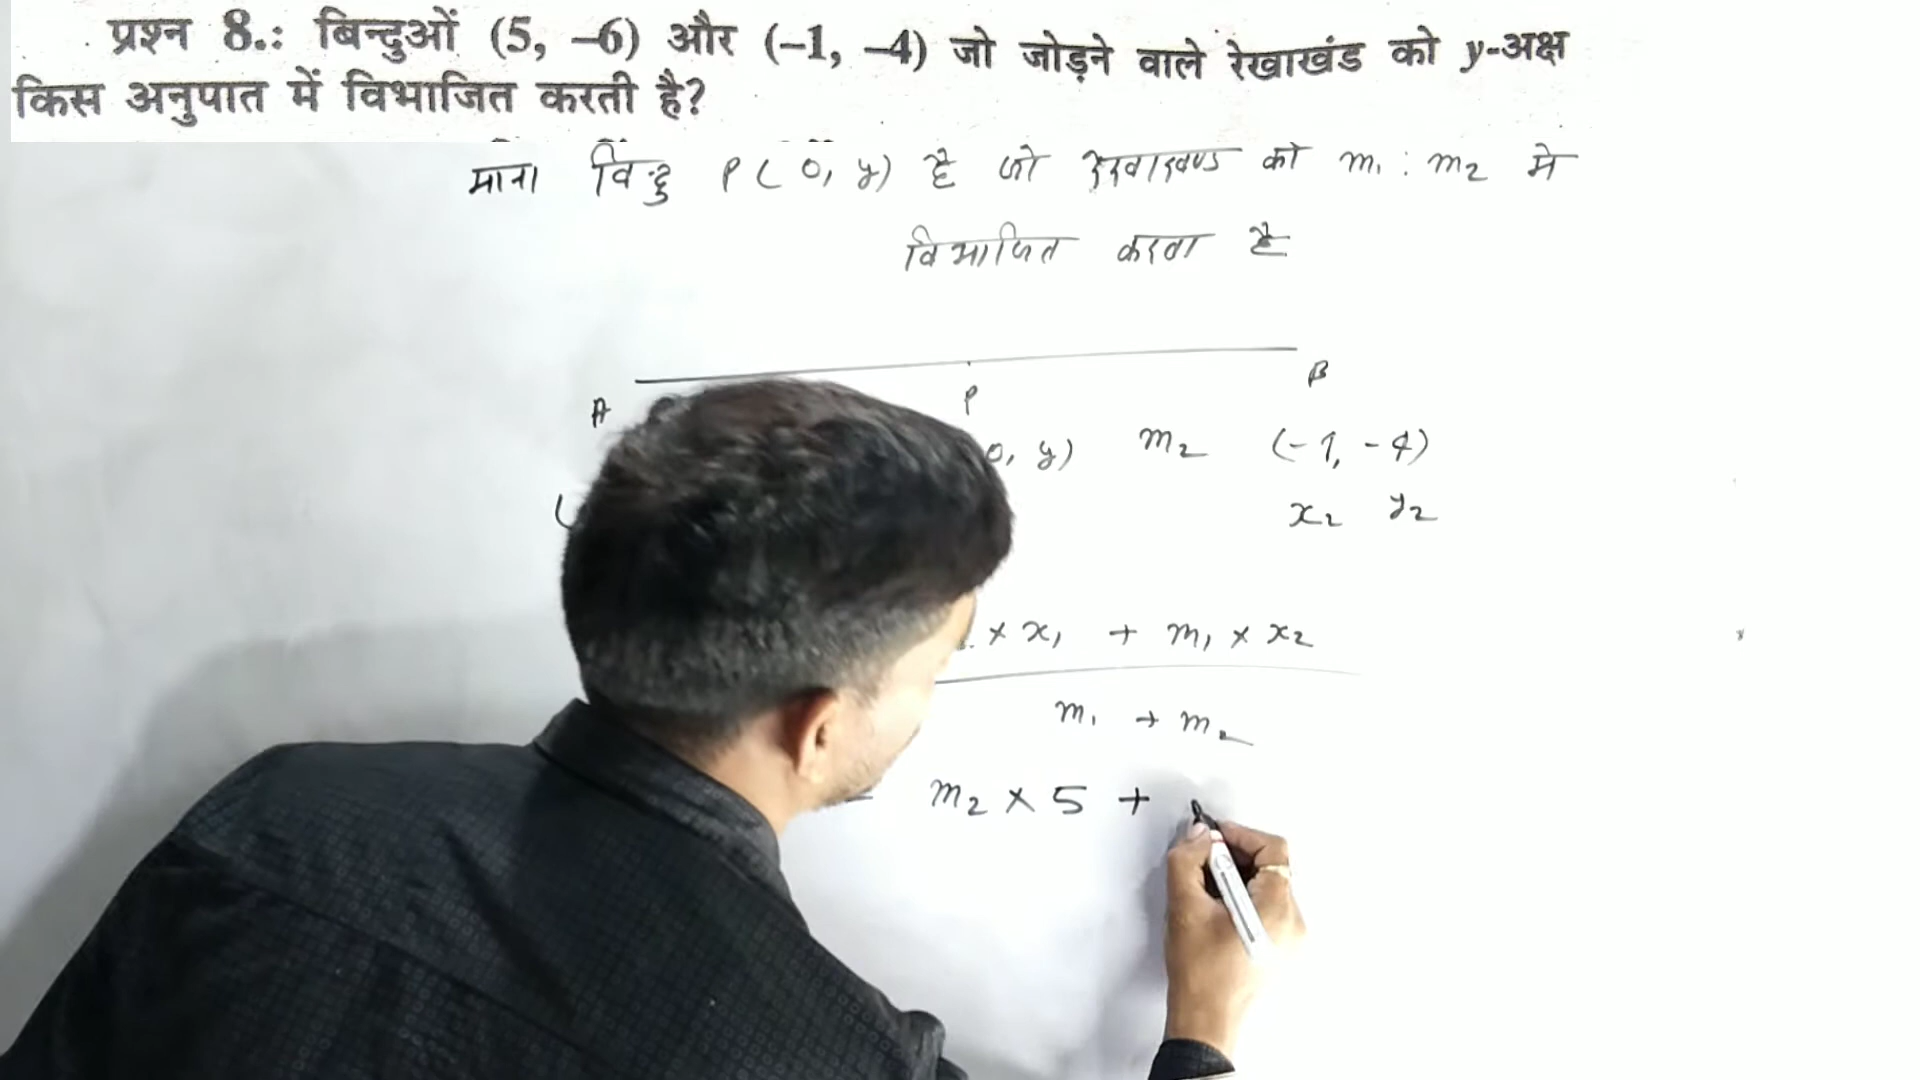 प्रश्न 8.: बिन्दुओं (5, –6) और (–1, –4) जो जोड़ने वाले रेखाखंड को y-अक्ष
किस अनुपात में विभाजित करती है?
माना बिन्दु P ( 0, y) है जो रेखाखण्ड को m₁ : m₂ मे
विभाजित करता है
A P B
0, y) m₂ (-1, -4)
x₂ y₂
× x₁ + m₁ × x₂
m₁ + m₂
m₂ × 5 +